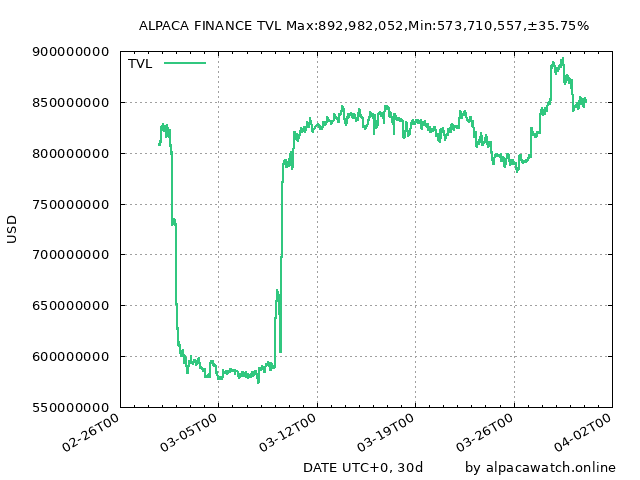 ALPACA FINANCE TVL Max:892,982,052,Min:573,710,557,±35.75%
TVL
900000000
850000000
800000000
750000000
700000000
650000000
600000000
550000000
USD
02-26T00
03-05T00
03-12T00
03-19T00
03-26T00
04-02T00
DATE UTC+0, 30d
by alpacawatch.online